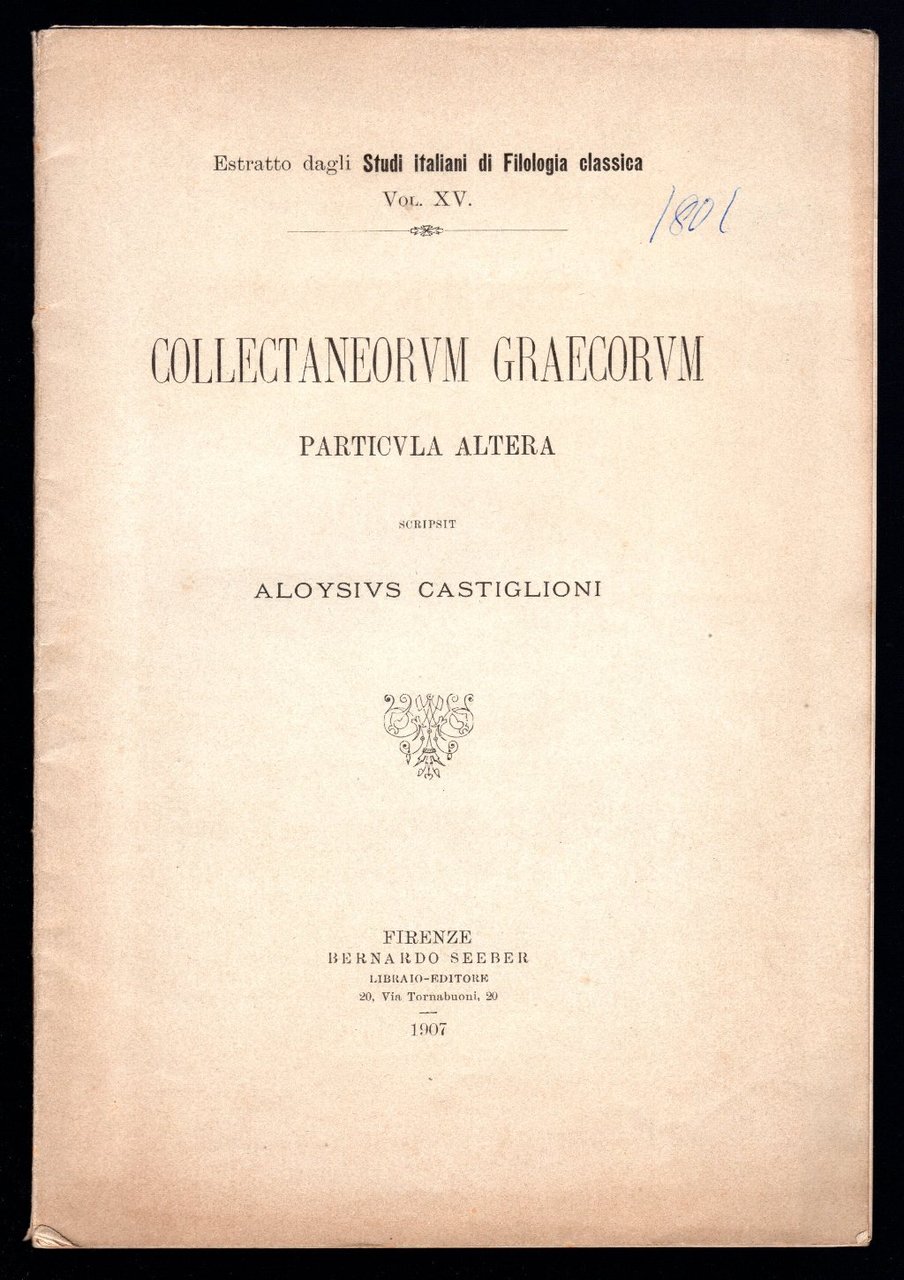 Estratto dagli Studi italiani di Filologia classica
VOL. XV.
1801
COLLECTANEORVM GRAECORVM
PARTICVLA ALTERA
SCRIPSIT
ALOYSIVS CASTIGLIONI
FIRENZE
BERNARDO SEEBER
LIBRAIO-EDITORE
20, Via Tornabuoni, 20
1907